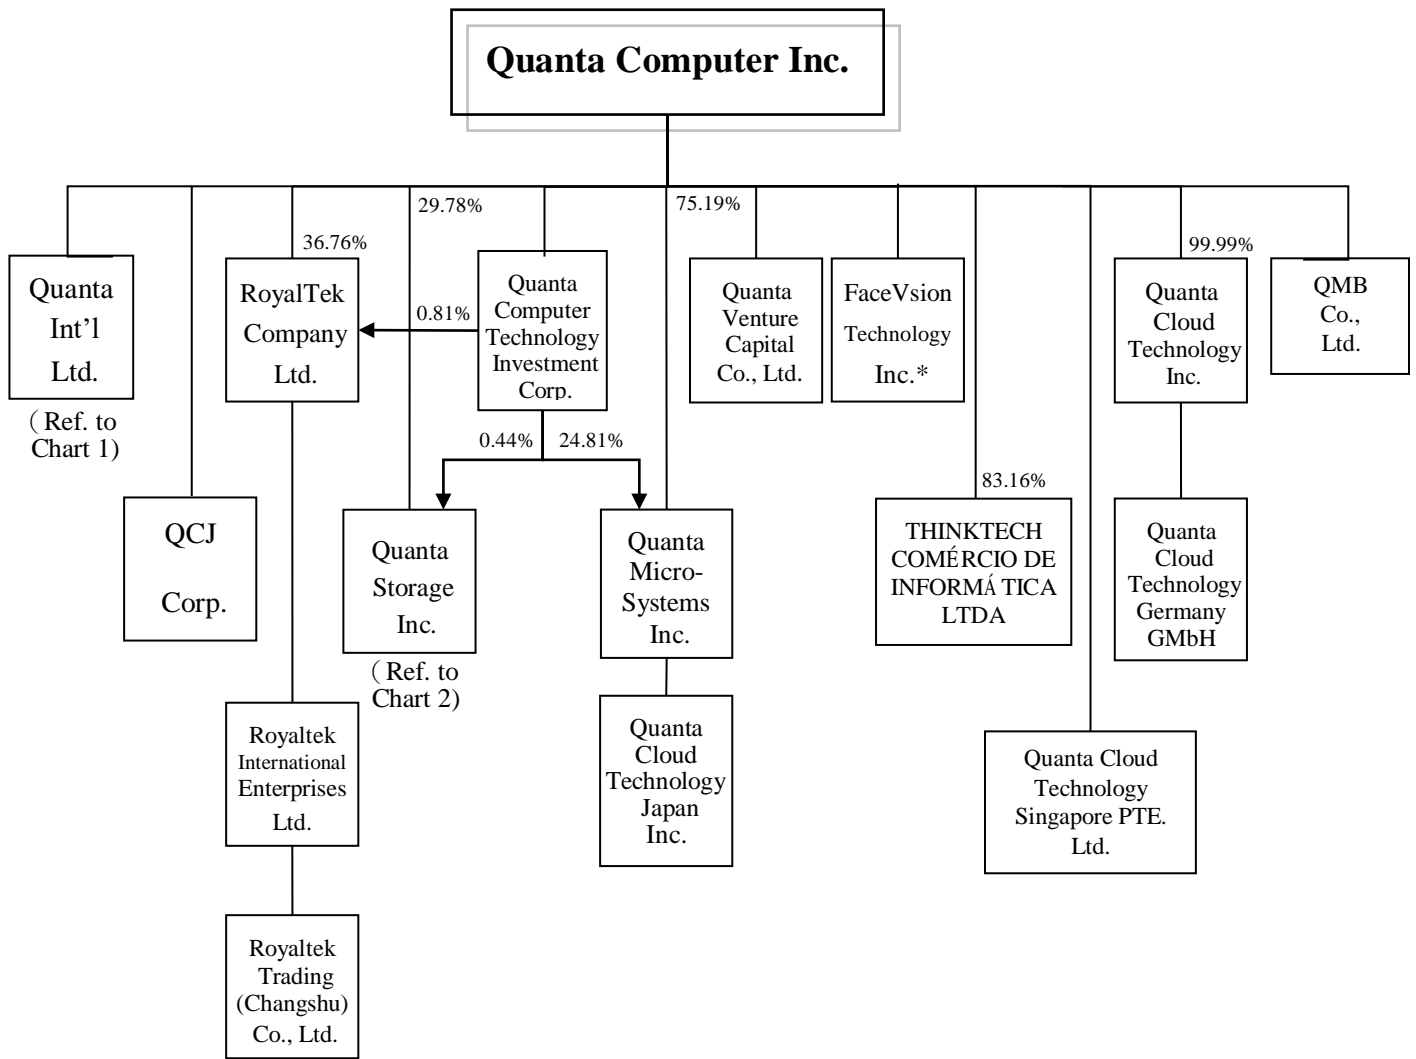 Quanta Computer Inc.
29.78%
75.19%
36.76%
99.99%
Quanta
Int’l
Ltd.
（Ref. to
Chart 1)
RoyalTek
Company
Ltd.
0.81%
Quanta
Computer
Technology
Investment
Corp.
Quanta
Venture
Capital
Co., Ltd.
FaceVsion
Technology
Inc.*
Quanta
Cloud
Technology
Inc.
QMB
Co.,
Ltd.
0.44%
24.81%
83.16%
QCJ
Corp.
Quanta
Storage
Inc.
（Ref. to
Chart 2)
Quanta
Micro-
Systems
Inc.
THINKTECH
COMÉRCIO DE
INFORMÁ TICA
LTDA
Quanta
Cloud
Technology
Germany
GMbH
Royaltek
International
Enterprises
Ltd.
Quanta
Cloud
Technology
Japan
Inc.
Quanta Cloud
Technology
Singapore PTE.
Ltd.
Royaltek
Trading
(Changshu)
Co., Ltd.